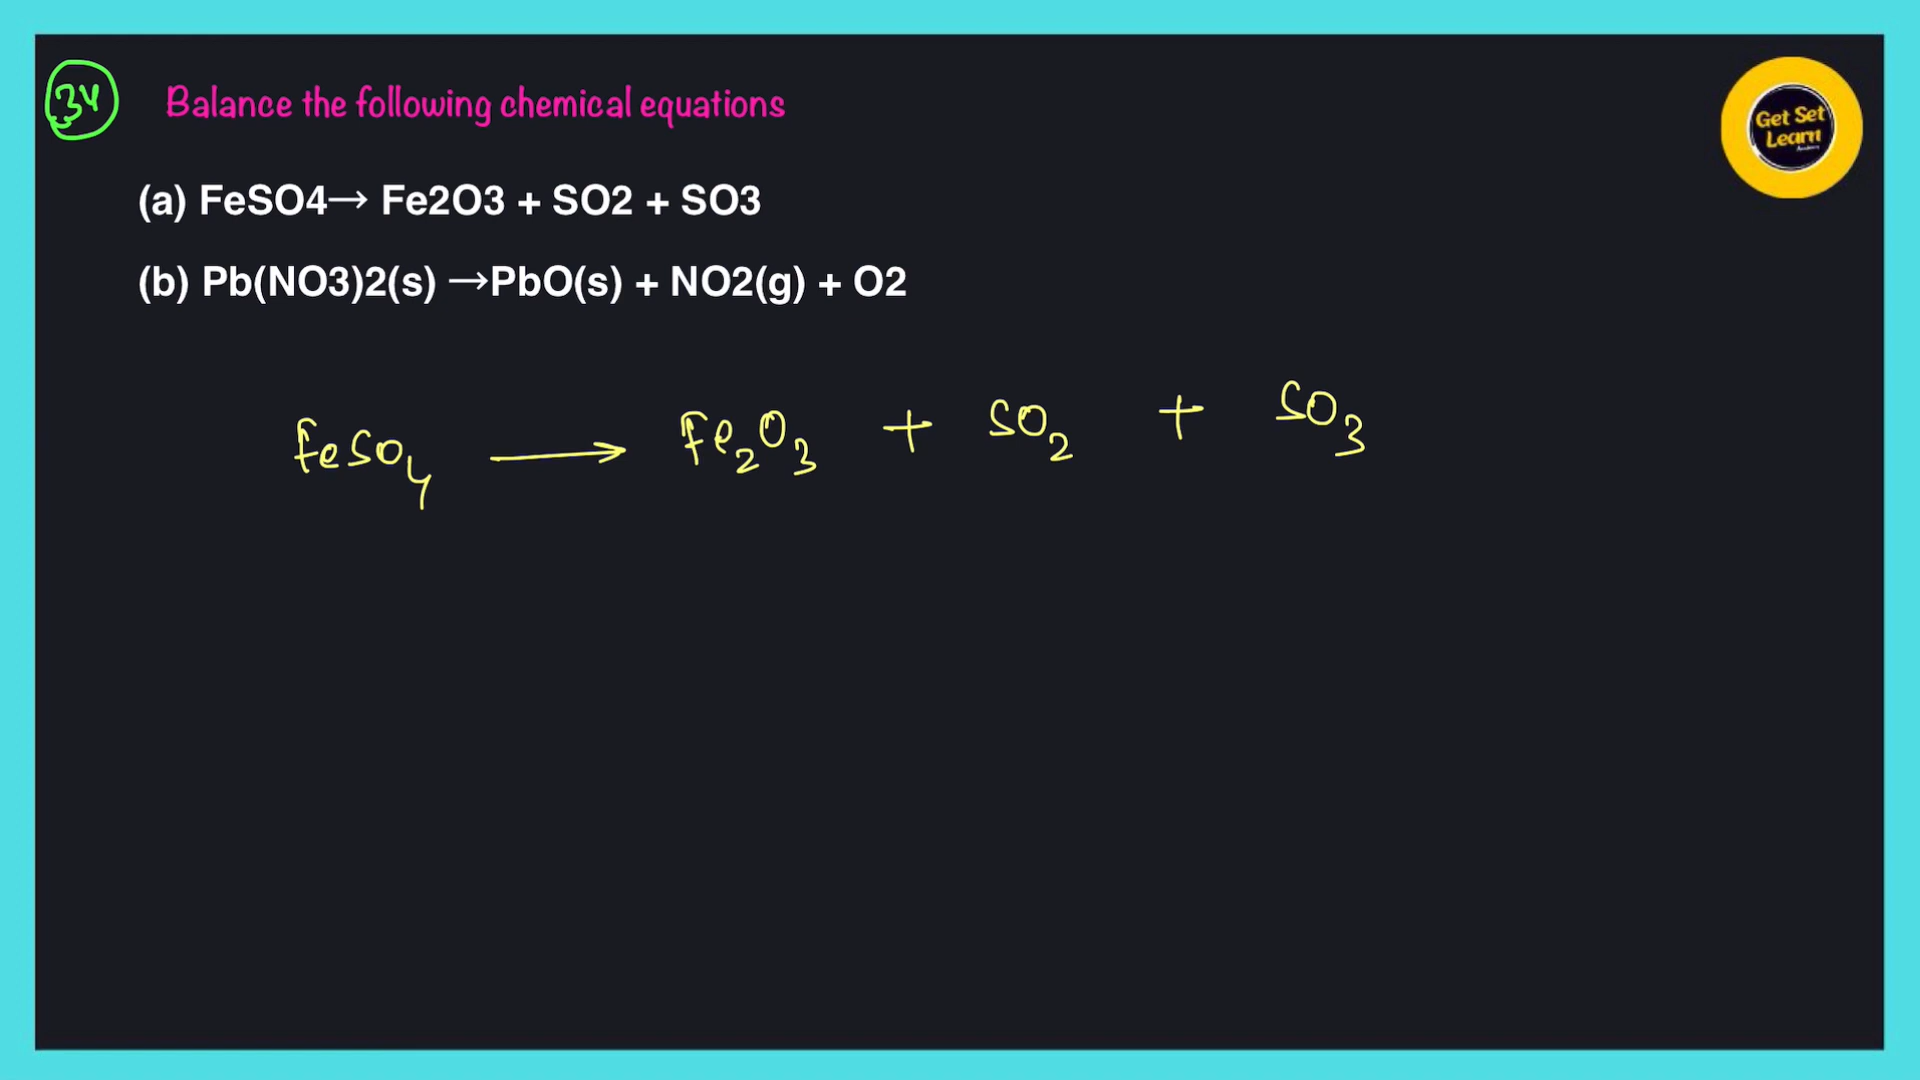 34 Balance the following chemical equations
Get Set
Learn
Academy
(a) FeSO4→ Fe2O3 + SO2 + SO3
(b) Pb(NO3)2(s) →PbO(s) + NO2(g) + O2
FeSO₄ ⟶ Fe₂O₃ + SO₂ + SO₃